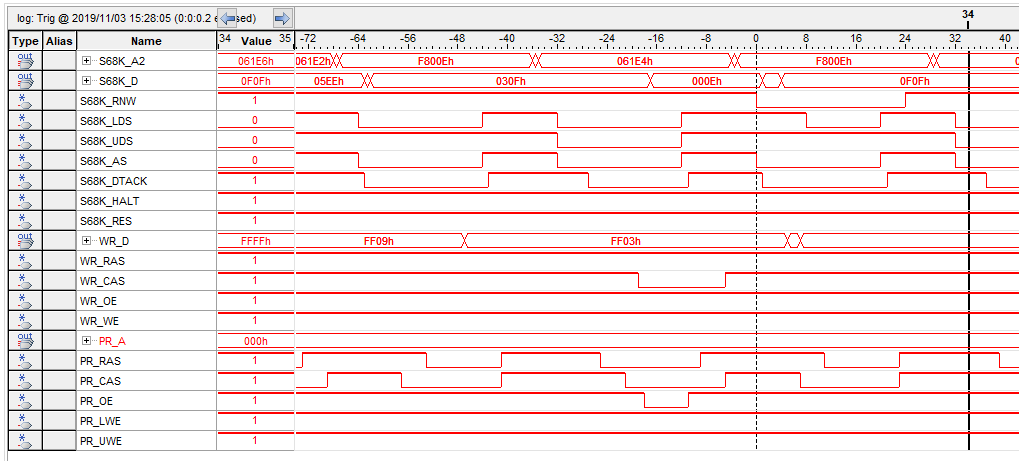 log: Trig @ 2019/11/03 15:28:05 (0:0:0.2 e sed)
34
Type Alias Name 34 Value 35 -72 -64 -56 -48 -40 -32 -24 -16 -8 0 8 16 24 32 40
out S68K_A2 061E6h 061E2h F800Eh 061E4h F800Eh
out S68K_D 0F0Fh 05EEh 030Fh 000Eh 0F0Fh
* S68K_RNW 1
* S68K_LDS 0
* S68K_UDS 0
* S68K_AS 0
* S68K_DTACK 1
* S68K_HALT 1
* S68K_RES 1
out WR_D FFFFh FF09h FF03h
* WR_RAS 1
* WR_CAS 1
* WR_OE 1
* WR_WE 1
out PR_A 000h
* PR_RAS 1
* PR_CAS 1
* PR_OE 1
* PR_LWE 1
* PR_UWE 1